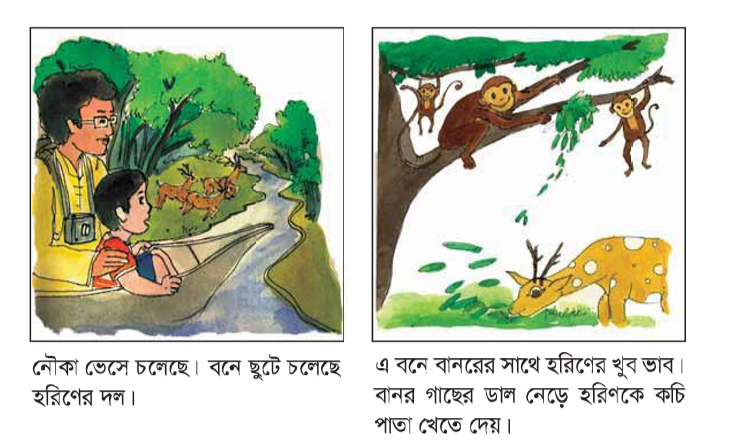 নৌকা ভেসে চলেছে। বনে ছুটে চলেছে
হরিণের দল।
এ বনে বানরের সাথে হরিণের খুব ভাব।
বানর গাছের ডাল নেড়ে হরিণকে কচি
পাতা খেতে দেয়।